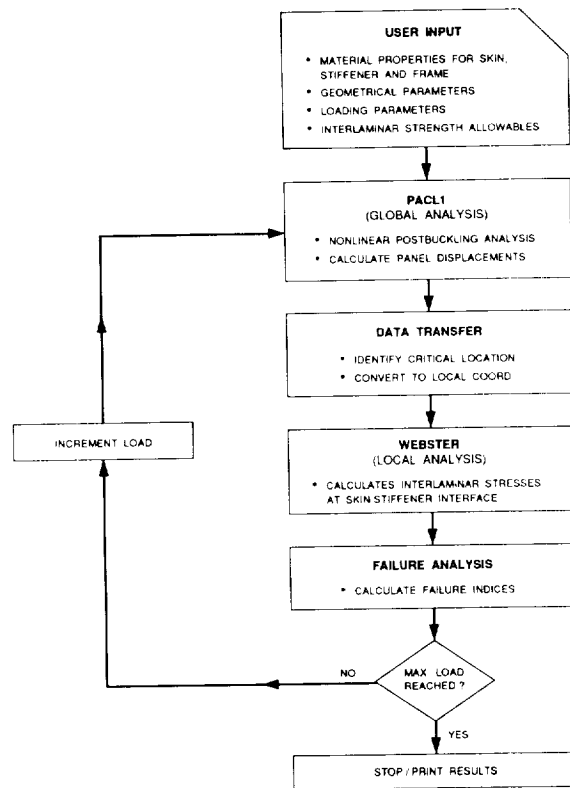 USER INPUT
• MATERIAL PROPERTIES FOR SKIN,
STIFFENER AND FRAME
• GEOMETRICAL PARAMETERS
• LOADING PARAMETERS
• INTERLAMINAR STRENGTH ALLOWABLES
PACL1
(GLOBAL ANALYSIS)
• NONLINEAR POSTBUCKLING ANALYSIS
• CALCULATE PANEL DISPLACEMENTS
DATA TRANSFER
• IDENTIFY CRITICAL LOCATION
• CONVERT TO LOCAL COORD
INCREMENT LOAD
WEBSTER
(LOCAL ANALYSIS)
• CALCULATES INTERLAMINAR STRESSES
AT SKIN/STIFFENER INTERFACE
FAILURE ANALYSIS
• CALCULATE FAILURE INDICES
NO
MAX LOAD
REACHED?
YES
STOP/PRINT RESULTS